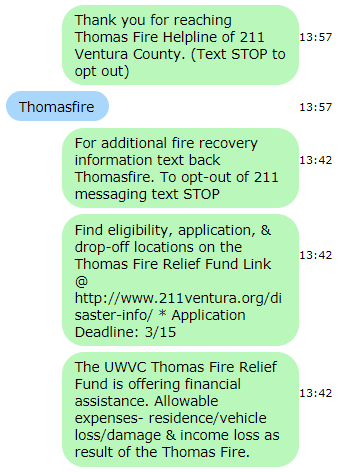 Thank you for reaching
Thomas Fire Helpline of 211
Ventura County. (Text STOP to
opt out)
13:57
Thomasfire
13:57
For additional fire recovery
information text back
Thomasfire. To opt-out of 211
messaging text STOP
13:42
Find eligibility, application, &
drop-off locations on the
Thomas Fire Relief Fund Link
@
http://www.211ventura.org/di
saster-info/ * Application
Deadline: 3/15
13:42
The UWVC Thomas Fire Relief
Fund is offering financial
assistance. Allowable
expenses- residence/vehicle
loss/damage & income loss as
result of the Thomas Fire.
13:42